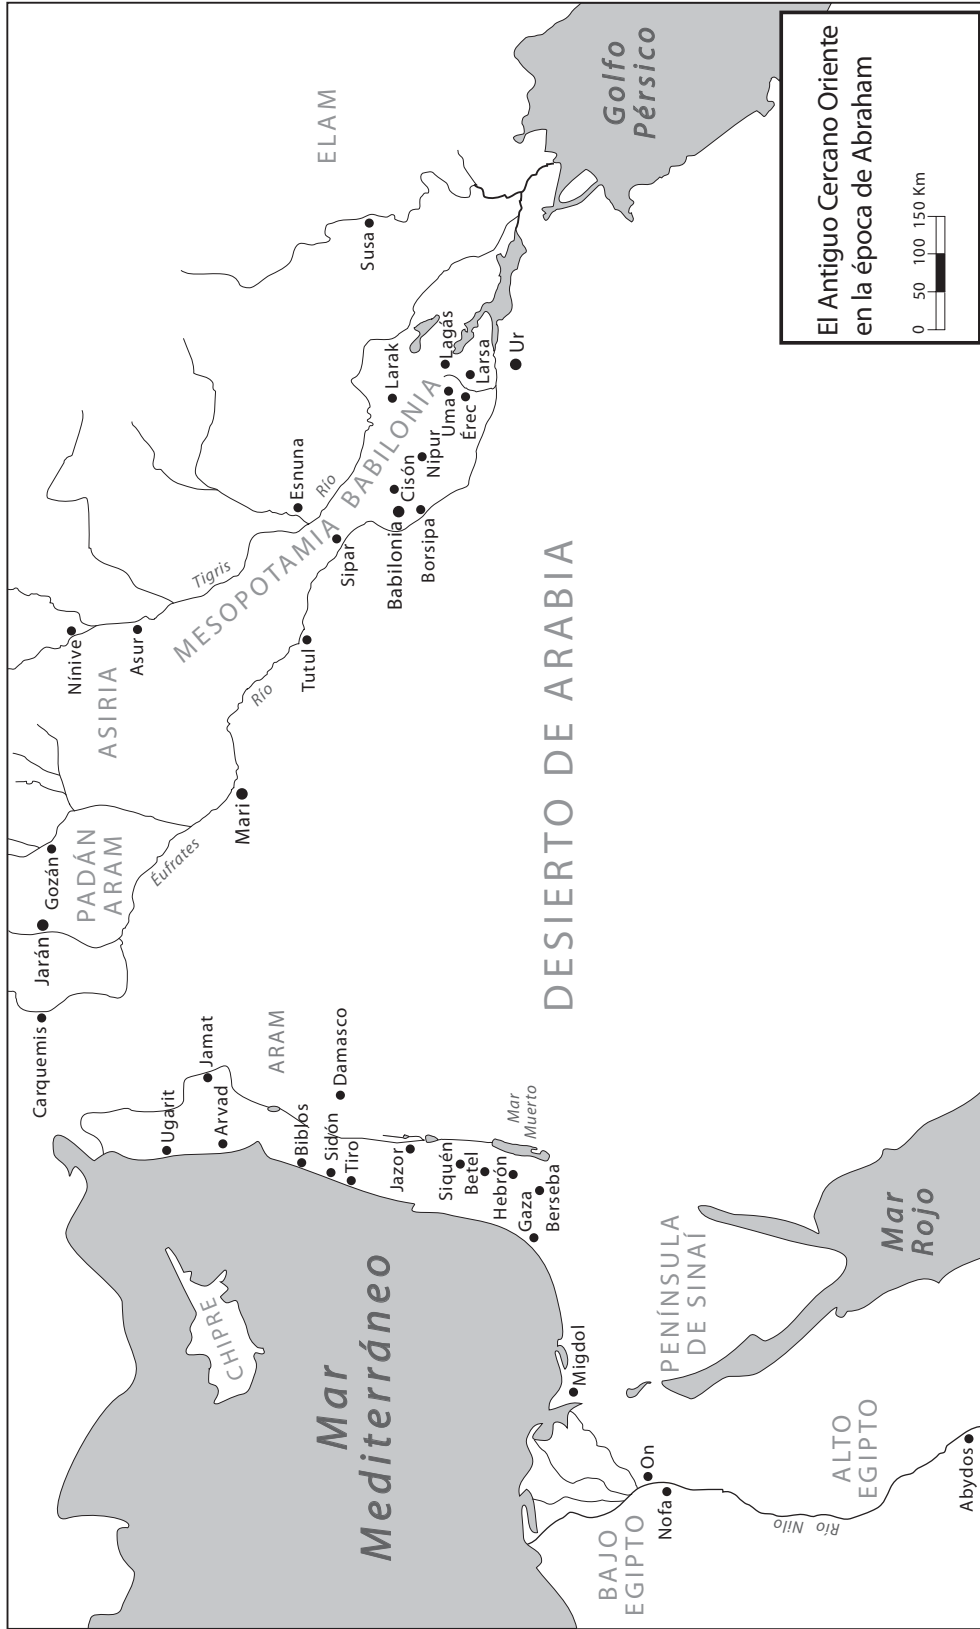 El Antiguo Cercano Oriente
en la época de Abraham
0 50 100 150 Km
Carquemis
Jarán
Gozán
PADÁN
ARAM
Nínive
ASIRIA
Asur
Tigris
Río
Éufrates
Río
Mari
MESOPOTAMIA
Tutul
Esnuna
Sipar
BABILONIA
Babilonia
Cisón
Borsipa
Nipur
Larak
Uma
Érec
Lagás
Larsa
Ur
Susa
ELAM
Golfo
Pérsico
Ugarit
Jamat
Arvad
ARAM
Biblos
Sidón
Damasco
Tiro
Jazor
Siquén
Betel
Hebrón
Gaza
Berseba
Mar
Muerto
DESIERTO DE ARABIA
CHIPRE
Mar
Mediterráneo
Migdol
PENÍNSULA
DE SINAÍ
Mar
Rojo
On
Nofa
BAJO
EGIPTO
ALTO
EGIPTO
Río Nilo
Abydos